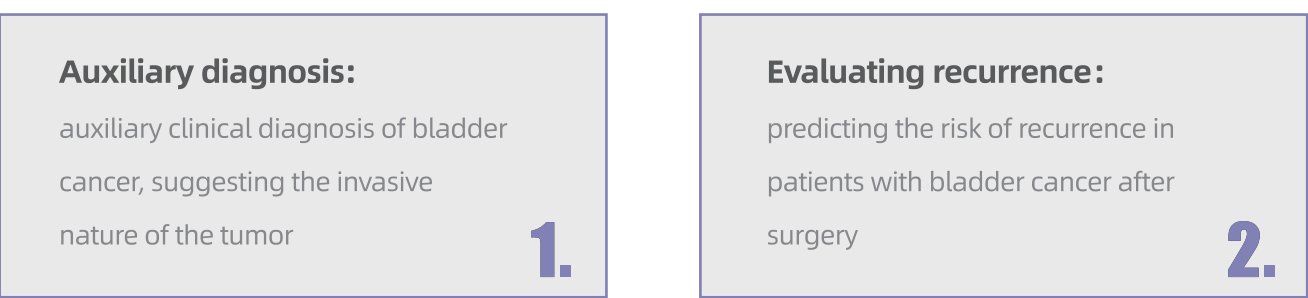 Auxiliary diagnosis:
auxiliary clinical diagnosis of bladder
cancer, suggesting the invasive
nature of the tumor
1.
Evaluating recurrence:
predicting the risk of recurrence in
patients with bladder cancer after
surgery
2.